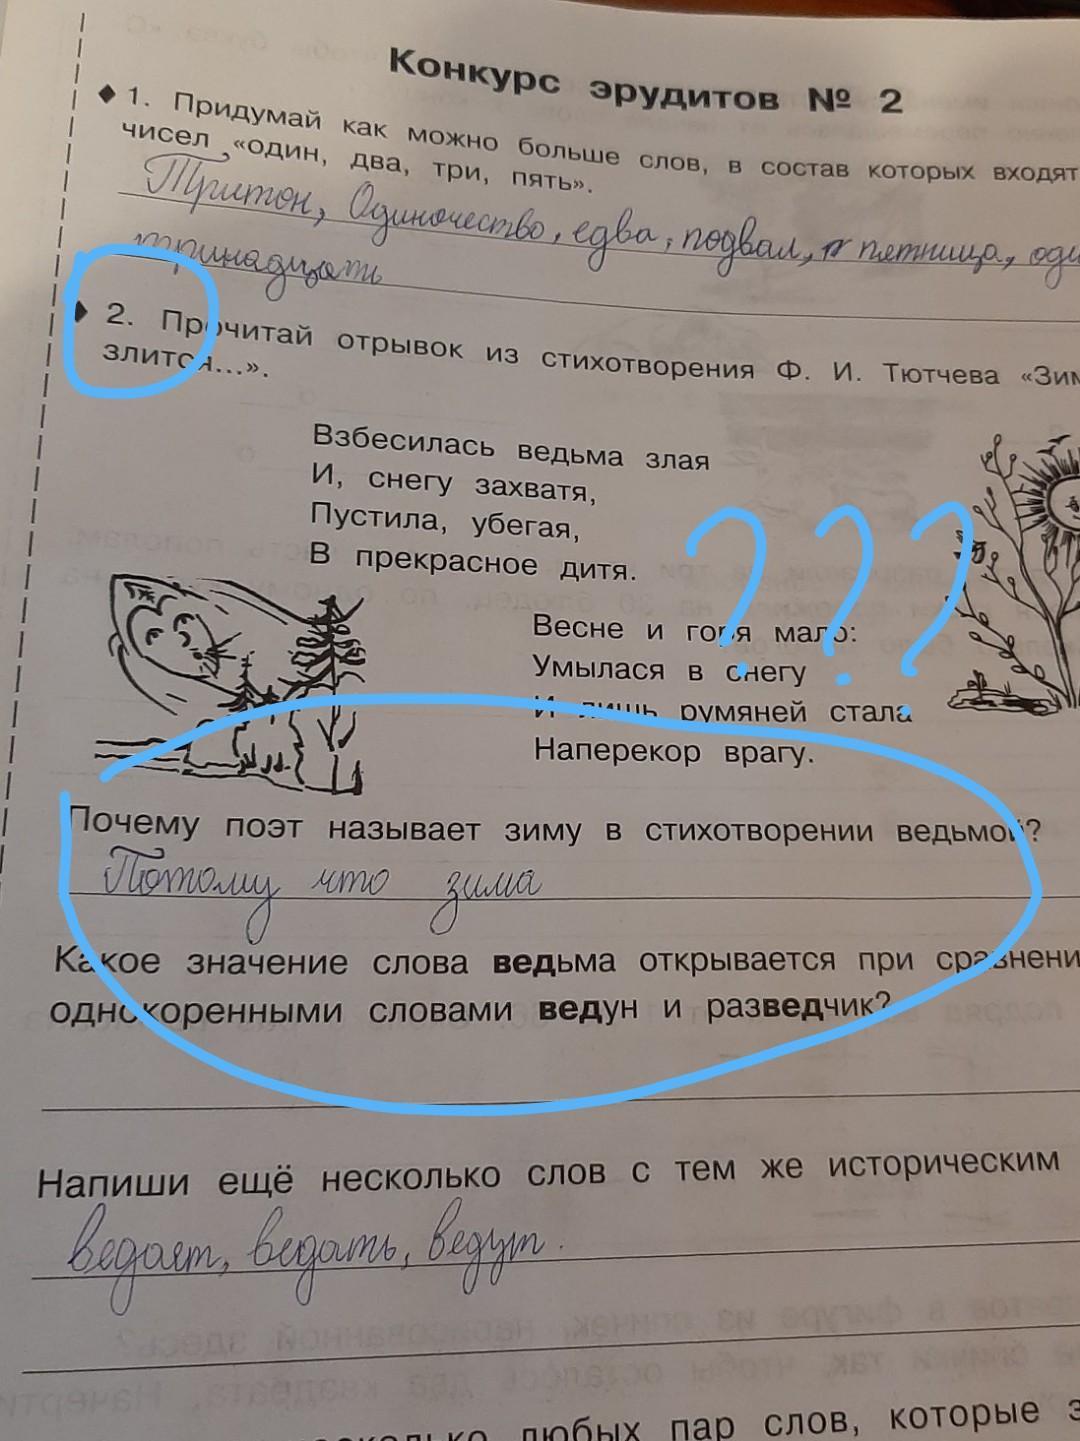 Конкурс эрудитов № 2
1. Придумай как можно больше слов, в состав которых входят
чисел „«один, два, три, пять».
Тритон, Одиночество, едва, подвал, п пятница, оди
тринадцать
2. Прочитай отрывок из стихотворения Ф. И. Тютчева «Зим
злится...».
Взбесилась ведьма злая
И, снегу захватя,
Пустила, убегая,
В прекрасное дитя.
???
Весне и горя мало:
Умылася в снегу
И лишь румяней стала
Наперекор врагу.
Почему поэт называет зиму в стихотворении ведьмой?
Потому что зима
Какое значение слова ведьма открывается при сравнени
однокоренными словами ведун и разведчик?
Напиши ещё несколько слов с тем же историческим
ведает, ведать, ведут.
любых пар слов, которые